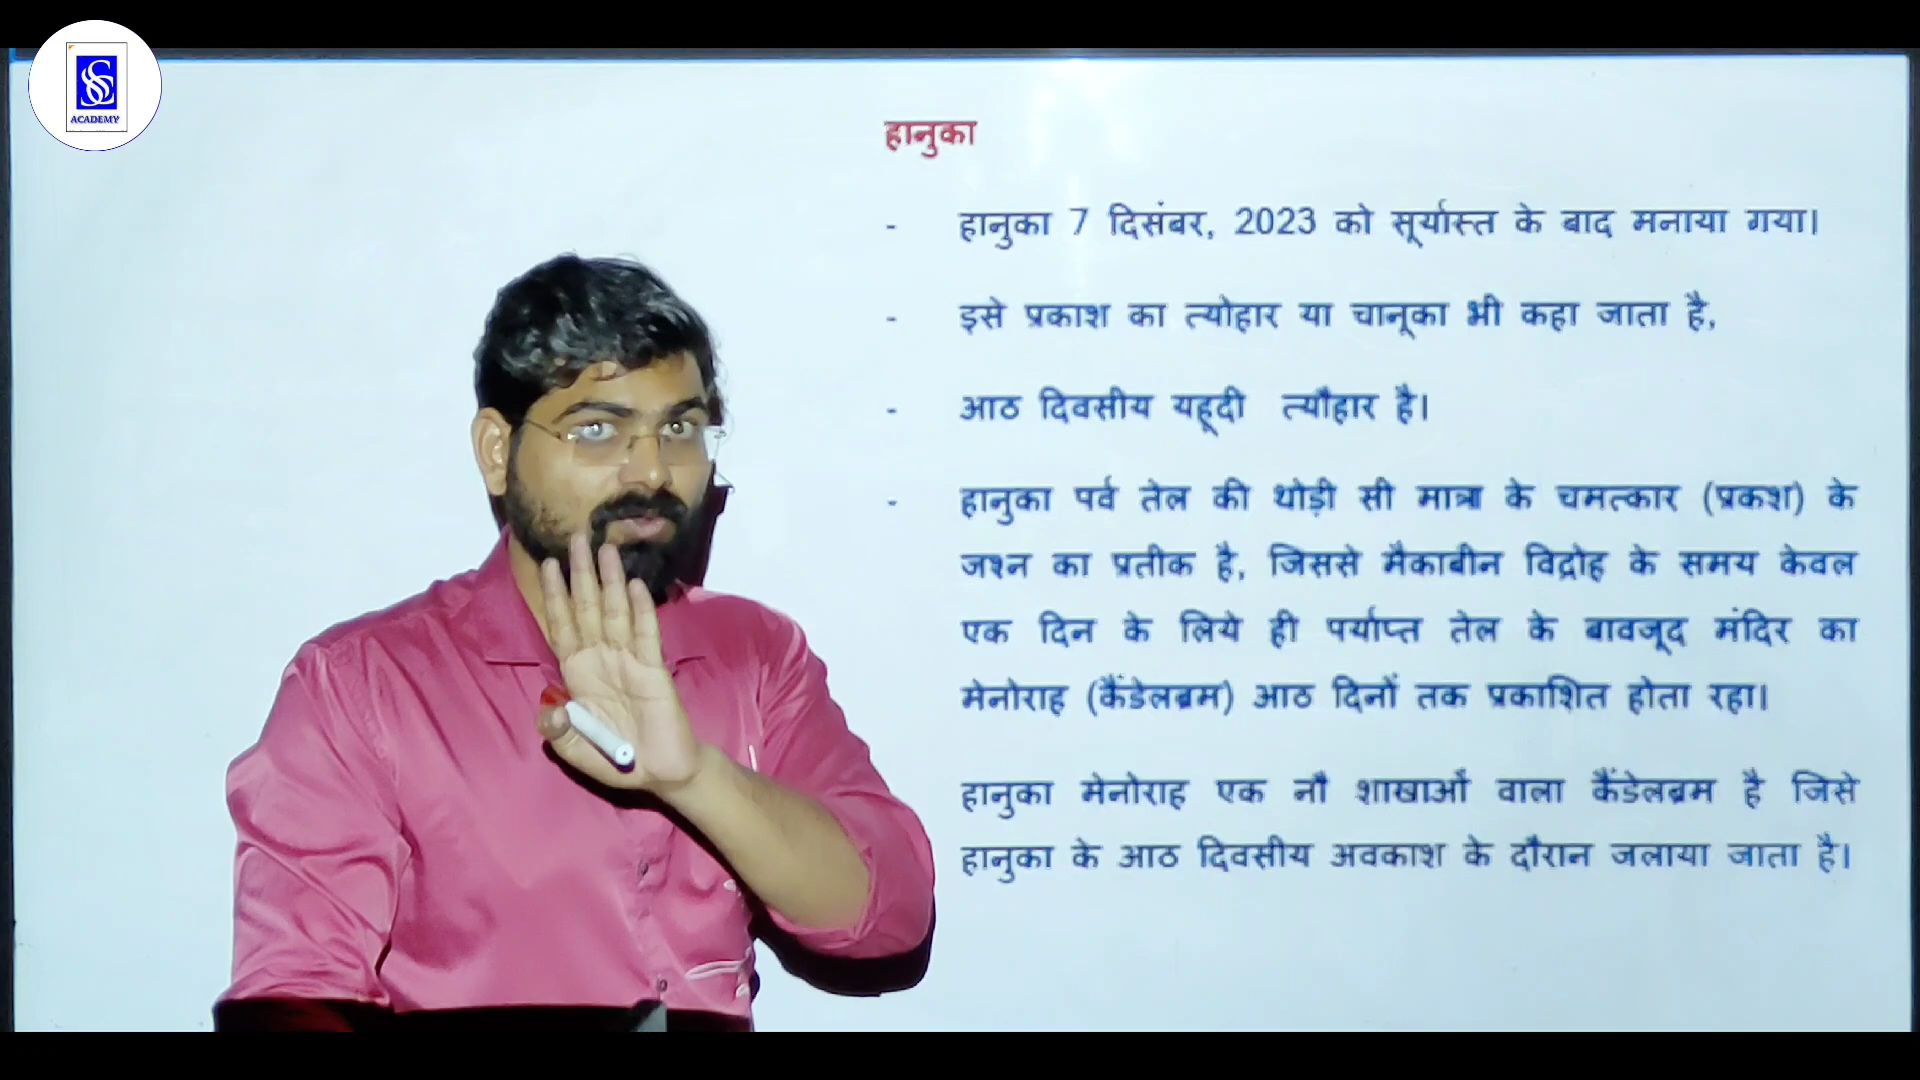 SSC
ACADEMY
हानुका
- हानुका 7 दिसंबर, 2023 को सूर्यास्त के बाद मनाया गया।
- इसे प्रकाश का त्योहार या चानूका भी कहा जाता है,
- आठ दिवसीय यहूदी त्यौहार है।
- हानुका पर्व तेल की थोड़ी सी मात्रा के चमत्कार (प्रकश) के
जश्न का प्रतीक है, जिससे मैकाबीन विद्रोह के समय केवल
एक दिन के लिये ही पर्याप्त तेल के बावजूद मंदिर का
मेनोराह (कैंडेलब्रम) आठ दिनों तक प्रकाशित होता रहा।
हानुका मेनोराह एक नौ शाखाओं वाला कैंडेलब्रम है जिसे
हानुका के आठ दिवसीय अवकाश के दौरान जलाया जाता है।